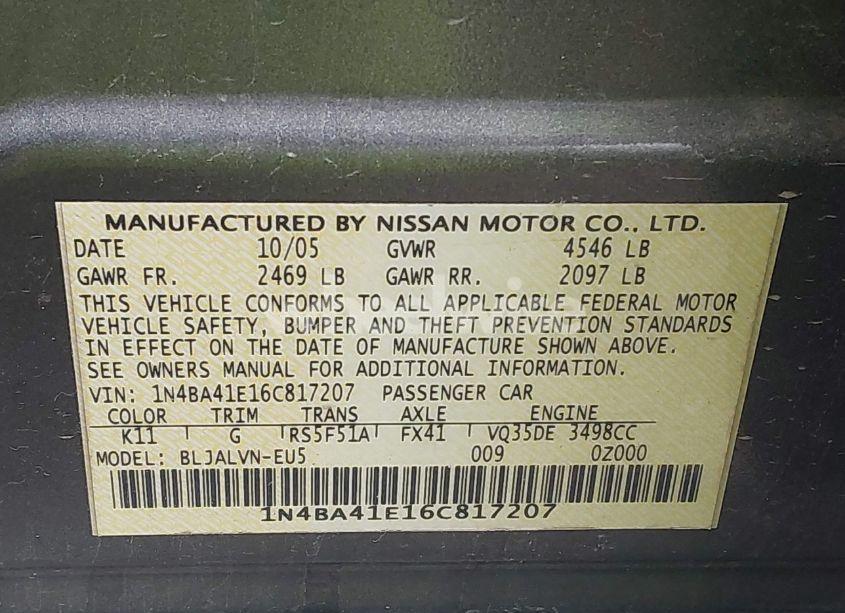 MANUFACTURED BY NISSAN MOTOR CO., LTD.
DATE 10/05 GVWR 4546 LB
GAWR FR. 2469 LB GAWR RR. 2097 LB
THIS VEHICLE CONFORMS TO ALL APPLICABLE FEDERAL MOTOR
VEHICLE SAFETY, BUMPER AND THEFT PREVENTION STANDARDS
IN EFFECT ON THE DATE OF MANUFACTURE SHOWN ABOVE.
SEE OWNERS MANUAL FOR ADDITIONAL INFORMATION.
VIN: 1N4BA41E16C817207 PASSENGER CAR
COLOR TRIM TRANS AXLE ENGINE
K11 G RS5F51A FX41 VQ35DE 3498CC
MODEL: BLJALVN-EU5 009 0Z000
1N4BA41E16C817207